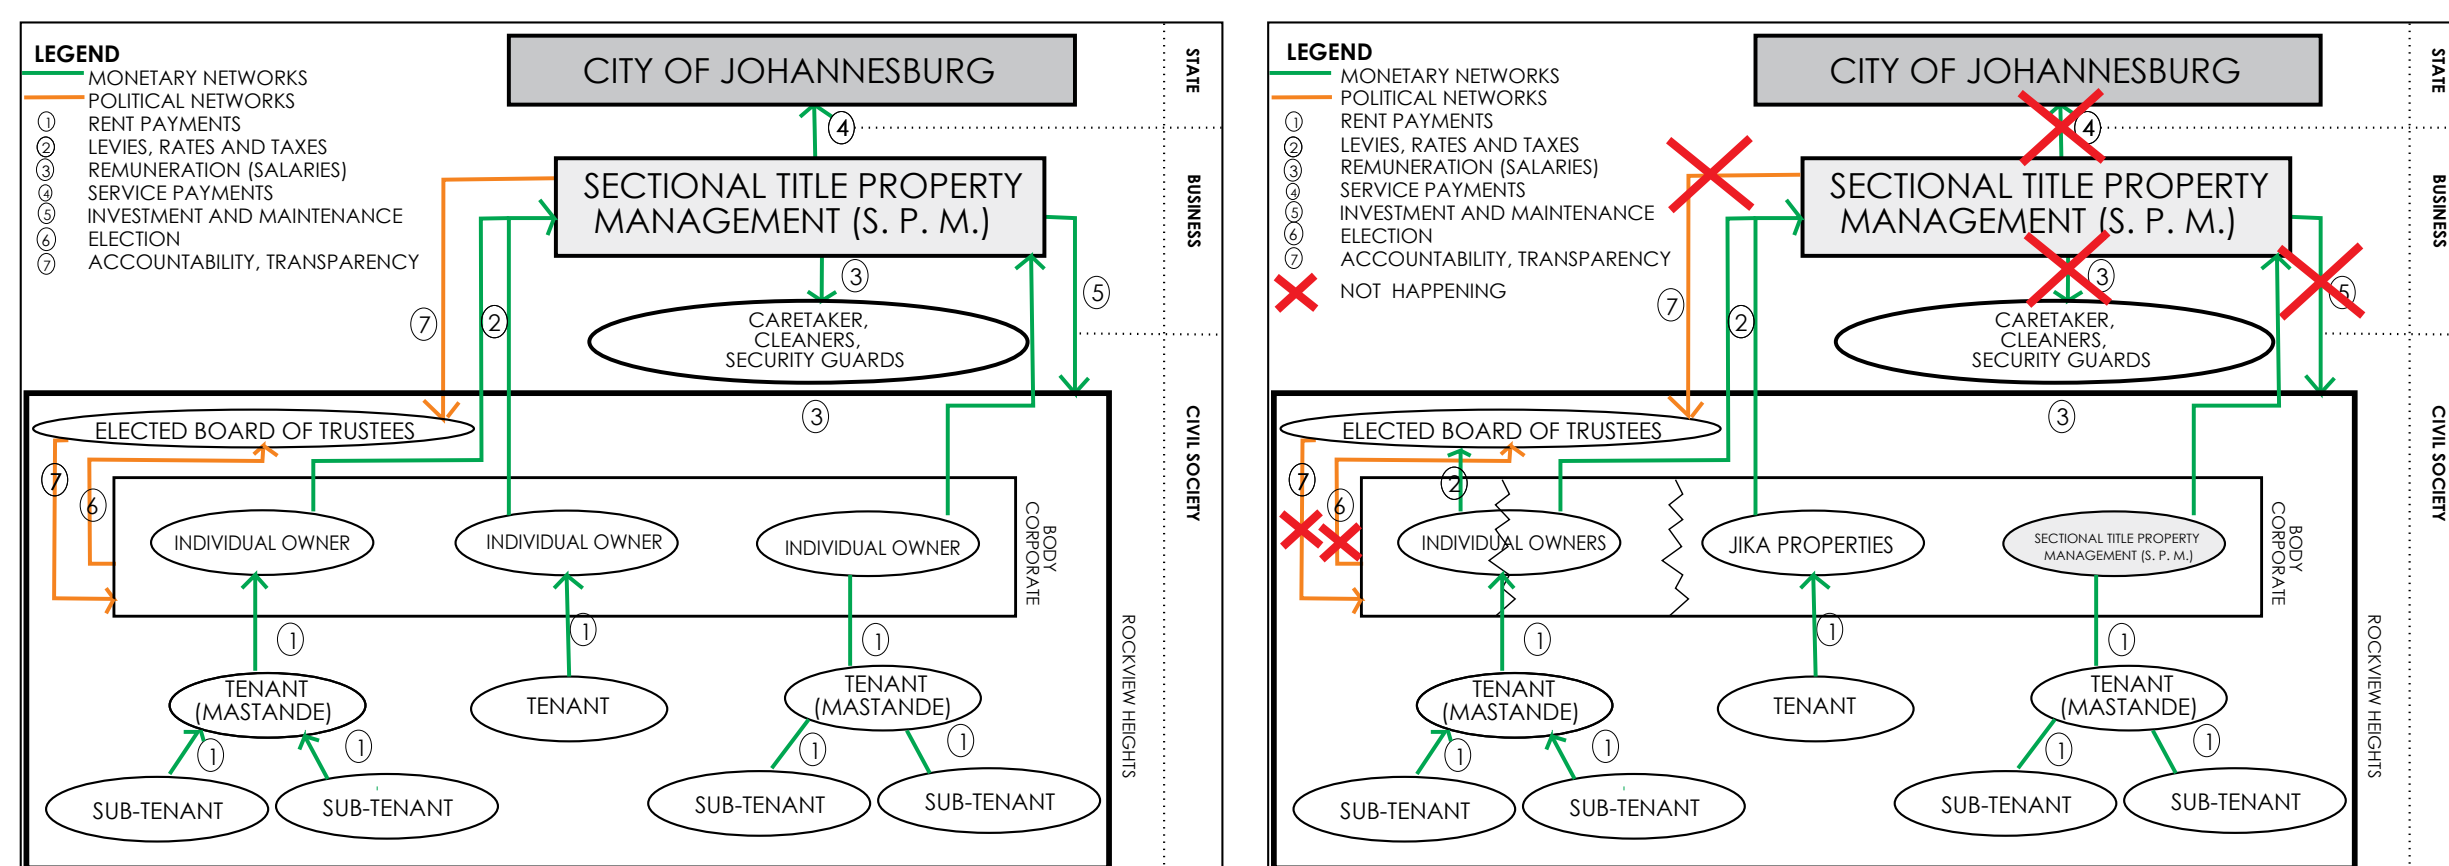 LEGEND
MONETARY NETWORKS
POLITICAL NETWORKS
① RENT PAYMENTS
② LEVIES, RATES AND TAXES
③ REMUNERATION (SALARIES)
④ SERVICE PAYMENTS
⑤ INVESTMENT AND MAINTENANCE
⑥ ELECTION
⑦ ACCOUNTABILITY, TRANSPARENCY
CITY OF JOHANNESBURG
④
SECTIONAL TITLE PROPERTY
MANAGEMENT (S. P. M.)
③
⑤
⑦
②
CARETAKER,
CLEANERS,
SECURITY GUARDS
③
ELECTED BOARD OF TRUSTEES
⑦
⑥
INDIVIDUAL OWNER
INDIVIDUAL OWNER
INDIVIDUAL OWNER
BODY
CORPORATE
①
①
①
TENANT
(MASTANDE)
TENANT
TENANT
(MASTANDE)
①
①
①
①
SUB-TENANT
SUB-TENANT
SUB-TENANT
SUB-TENANT
ROCKVIEW HEIGHTS
STATE
BUSINESS
CIVIL SOCIETY
LEGEND
MONETARY NETWORKS
POLITICAL NETWORKS
① RENT PAYMENTS
② LEVIES, RATES AND TAXES
③ REMUNERATION (SALARIES)
④ SERVICE PAYMENTS
⑤ INVESTMENT AND MAINTENANCE
⑥ ELECTION
⑦ ACCOUNTABILITY, TRANSPARENCY
NOT HAPPENING
CITY OF JOHANNESBURG
④
SECTIONAL TITLE PROPERTY
MANAGEMENT (S. P. M.)
③
⑤
⑦
②
CARETAKER,
CLEANERS,
SECURITY GUARDS
③
ELECTED BOARD OF TRUSTEES
⑦
②
⑥
INDIVIDUAL OWNERS
JIKA PROPERTIES
SECTIONAL TITLE PROPERTY
MANAGEMENT (S. P. M.)
BODY
CORPORATE
①
①
①
TENANT
(MASTANDE)
TENANT
TENANT
(MASTANDE)
①
①
①
①
SUB-TENANT
SUB-TENANT
SUB-TENANT
SUB-TENANT
ROCKVIEW HEIGHTS
STATE
BUSINESS
CIVIL SOCIETY